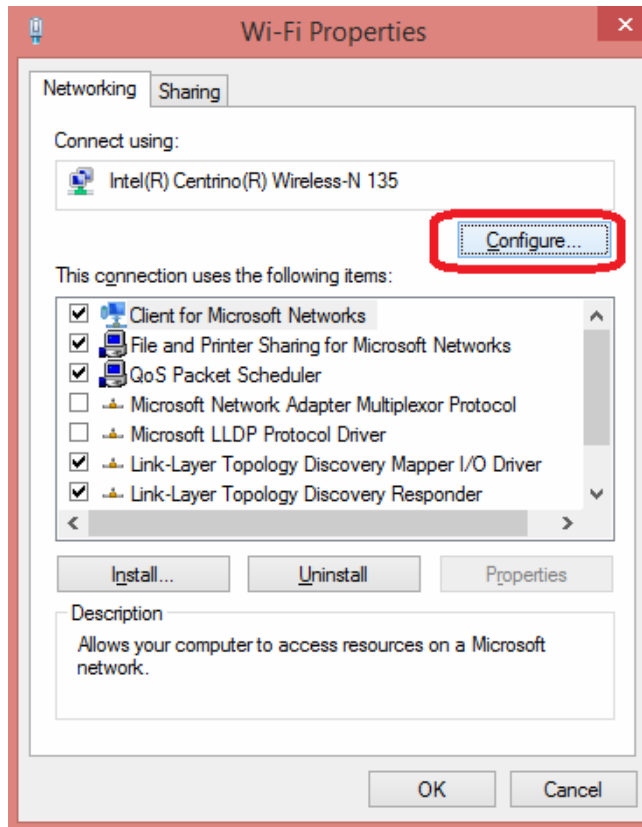 Wi-Fi Properties
Networking
Sharing
Connect using:
Intel(R) Centrino(R) Wireless-N 135
Configure...
This connection uses the following items:
Client for Microsoft Networks
File and Printer Sharing for Microsoft Networks
QoS Packet Scheduler
Microsoft Network Adapter Multiplexor Protocol
Microsoft LLDP Protocol Driver
Link-Layer Topology Discovery Mapper I/O Driver
Link-Layer Topology Discovery Responder
Install...
Uninstall
Properties
Description
Allows your computer to access resources on a Microsoft
network.
OK
Cancel